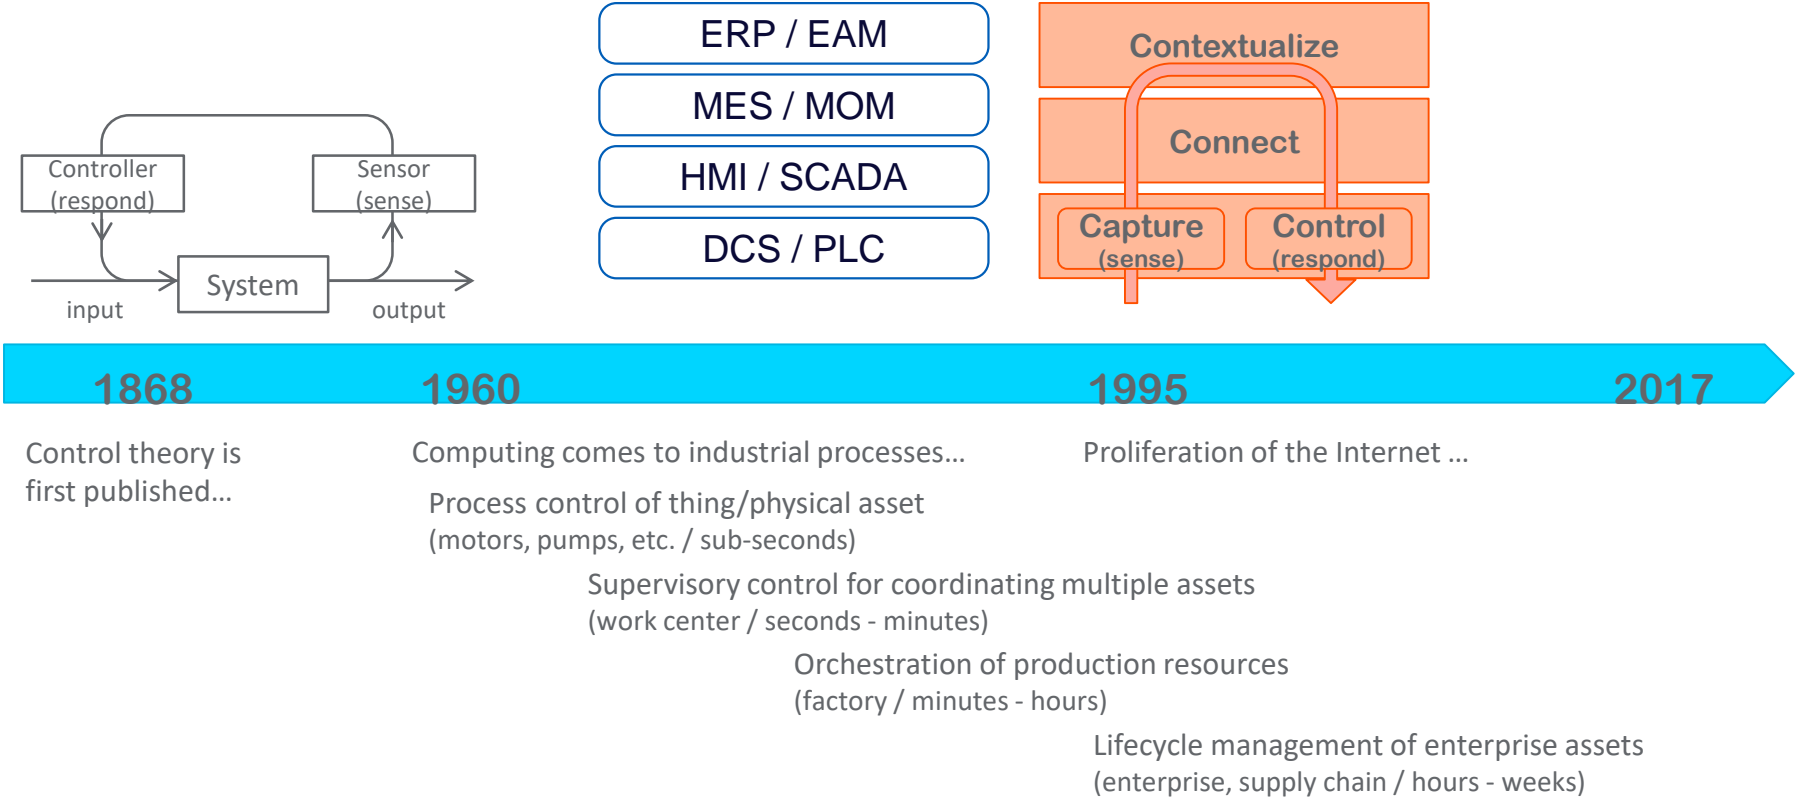 Controller
(respond)
Sensor
(sense)
System
input
output
ERP / EAM
MES / MOM
HMI / SCADA
DCS / PLC
Contextualize
Connect
Capture
(sense)
Control
(respond)
1868
1960
1995
2017
Control theory is
first published...
Computing comes to industrial processes...
Process control of thing/physical asset
(motors, pumps, etc. / sub-seconds)
Supervisory control for coordinating multiple assets
(work center / seconds - minutes)
Orchestration of production resources
(factory / minutes - hours)
Proliferation of the Internet ...
Lifecycle management of enterprise assets
(enterprise, supply chain / hours - weeks)